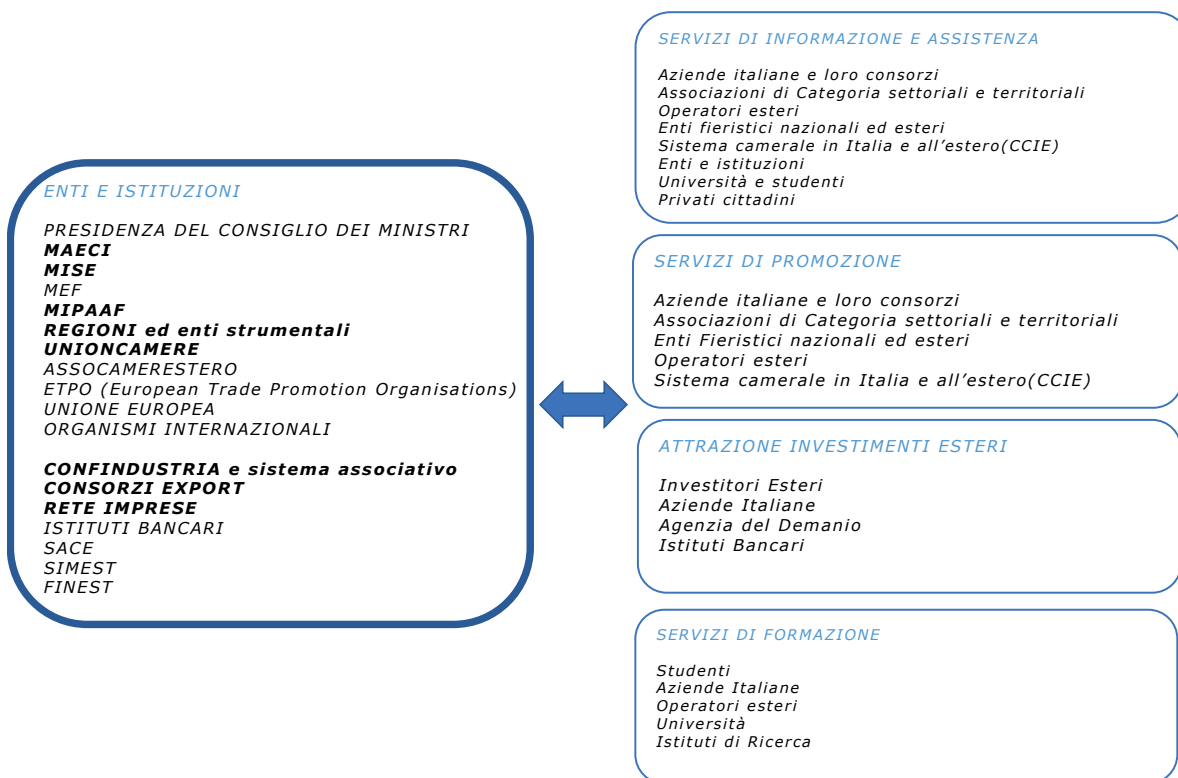 ENTI E ISTITUZIONI
PRESIDENZA DEL CONSIGLIO DEI MINISTRI
MAECI
MISE
MEF
MIPAAF
REGIONI ed enti strumentali
UNIONCAMERE
ASSOCAMERESTERO
ETPO (European Trade Promotion Organisations)
UNIONE EUROPEA
ORGANISMI INTERNAZIONALI
CONFINDUSTRIA e sistema associativo
CONSORZI EXPORT
RETE IMPRESE
ISTITUTI BANCARI
SACE
SIMEST
FINEST
SERVIZI DI INFORMAZIONE E ASSISTENZA
Aziende italiane e loro consorzi
Associazioni di Categoria settoriali e territoriali
Operatori esteri
Enti fieristici nazionali ed esteri
Sistema camerale in Italia e all'estero(CCIE)
Enti e istituzioni
Università e studenti
Privati cittadini
SERVIZI DI PROMOZIONE
Aziende italiane e loro consorzi
Associazioni di Categoria settoriali e territoriali
Enti Fieristici nazionali ed esteri
Operatori esteri
Sistema camerale in Italia e all'estero(CCIE)
ATTRAZIONE INVESTIMENTI ESTERI
Investitori Esteri
Aziende Italiane
Agenzia del Demanio
Istituti Bancari
SERVIZI DI FORMAZIONE
Studenti
Aziende Italiane
Operatori esteri
Università
Istituti di Ricerca